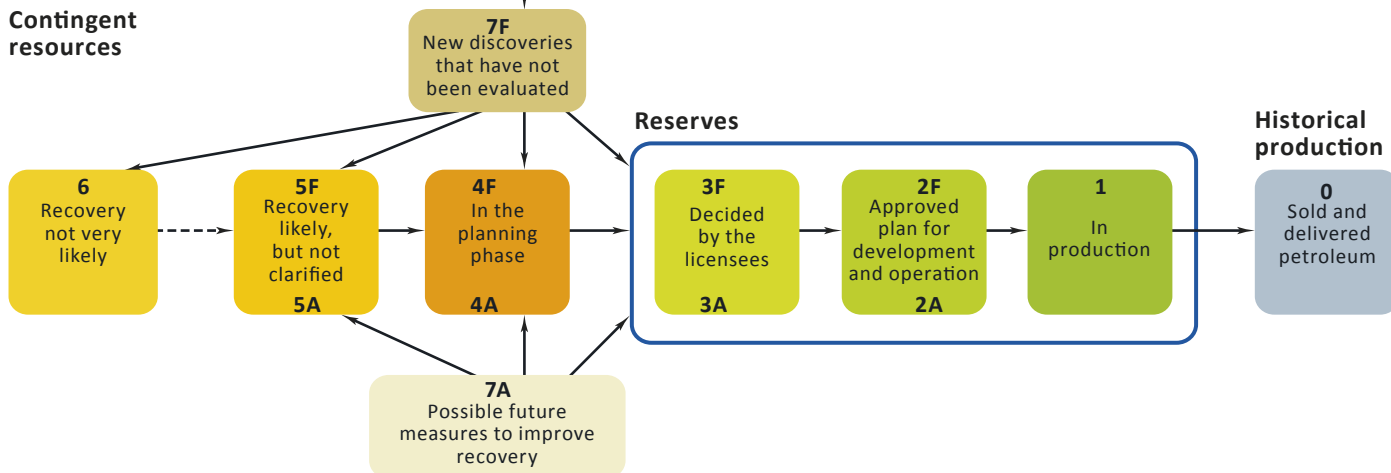 Contingent
resources
7F
New discoveries
that have not
been evaluated
Reserves
Historical
production
6
Recovery
not very
likely
5F
Recovery
likely,
but not
clarified
5A
4F
In the
planning
phase
4A
3F
Decided
by the
licensees
3A
2F
Approved
plan for
development
and operation
2A
1
In
production
0
Sold and
delivered
petroleum
7A
Possible future
measures to improve
recovery